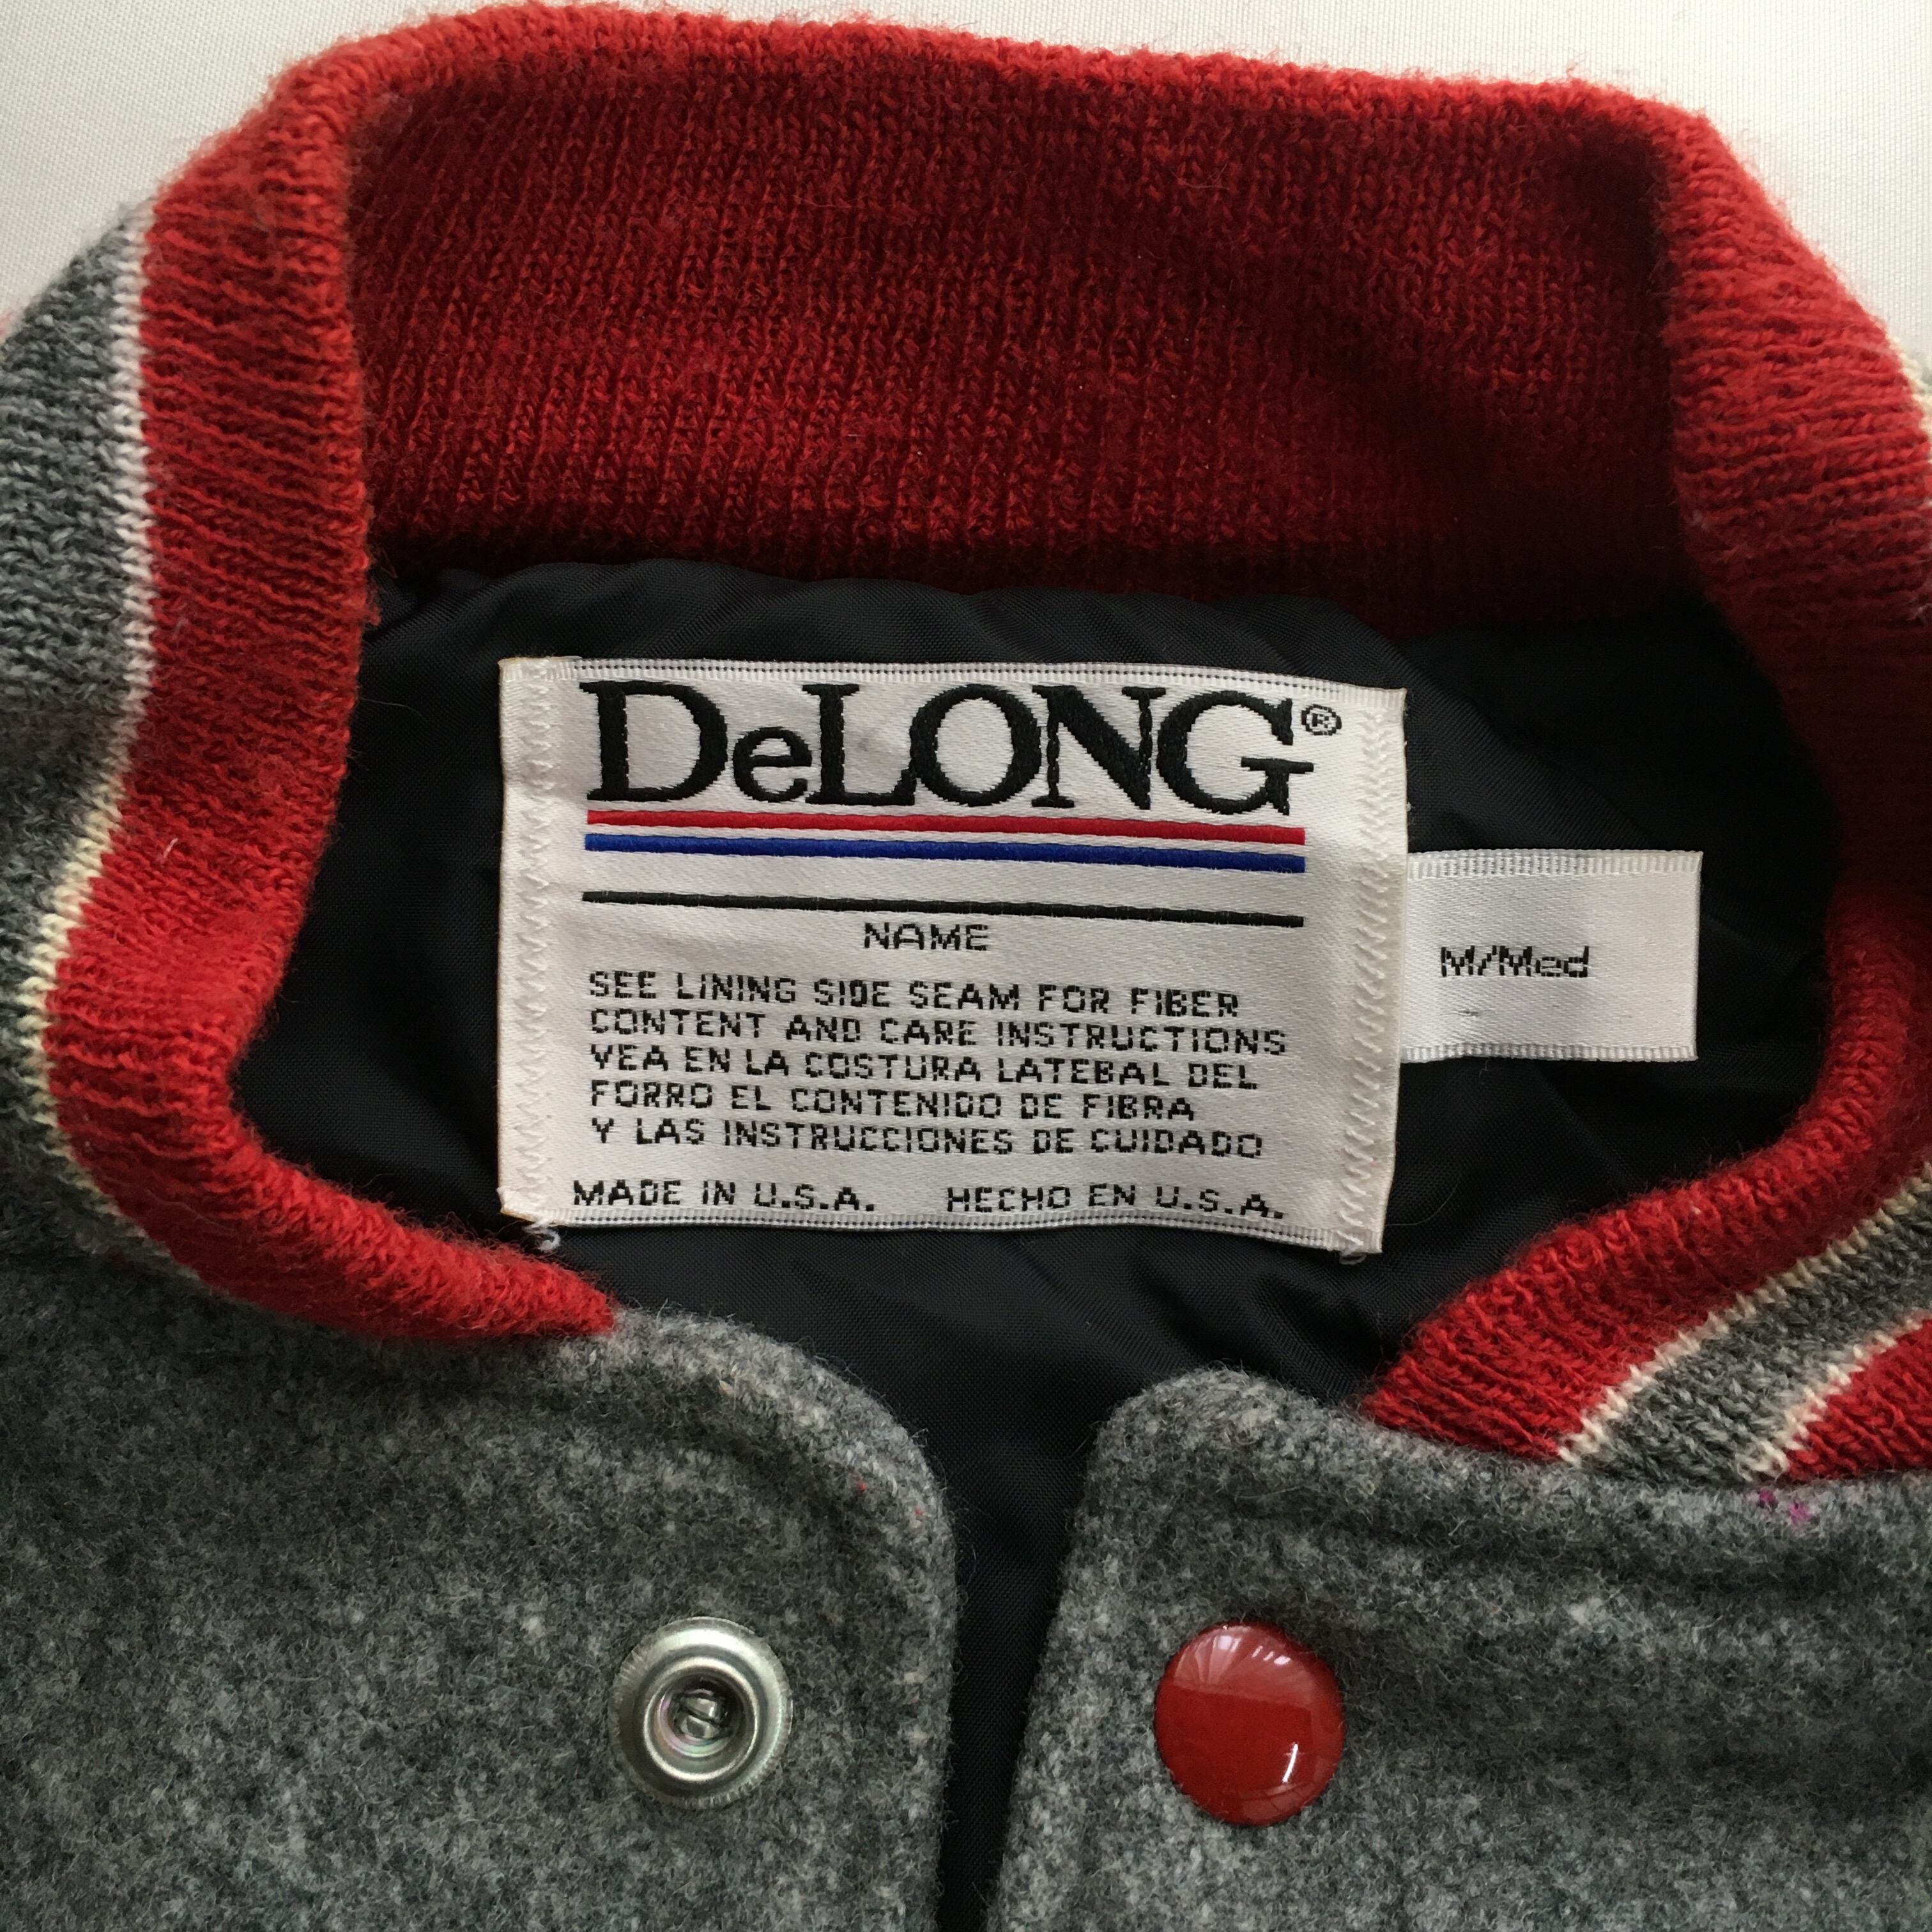 DeLONG®
NAME
SEE LINING SIDE SEAM FOR FIBER
CONTENT AND CARE INSTRUCTIONS
VEA EN LA COSTURA LATEBAL DEL
FORRO EL CONTENIDO DE FIBRA
Y LAS INSTRUCCIONES DE CUIDADO
MADE IN U.S.A. HECHO EN U.S.A.
M/Med